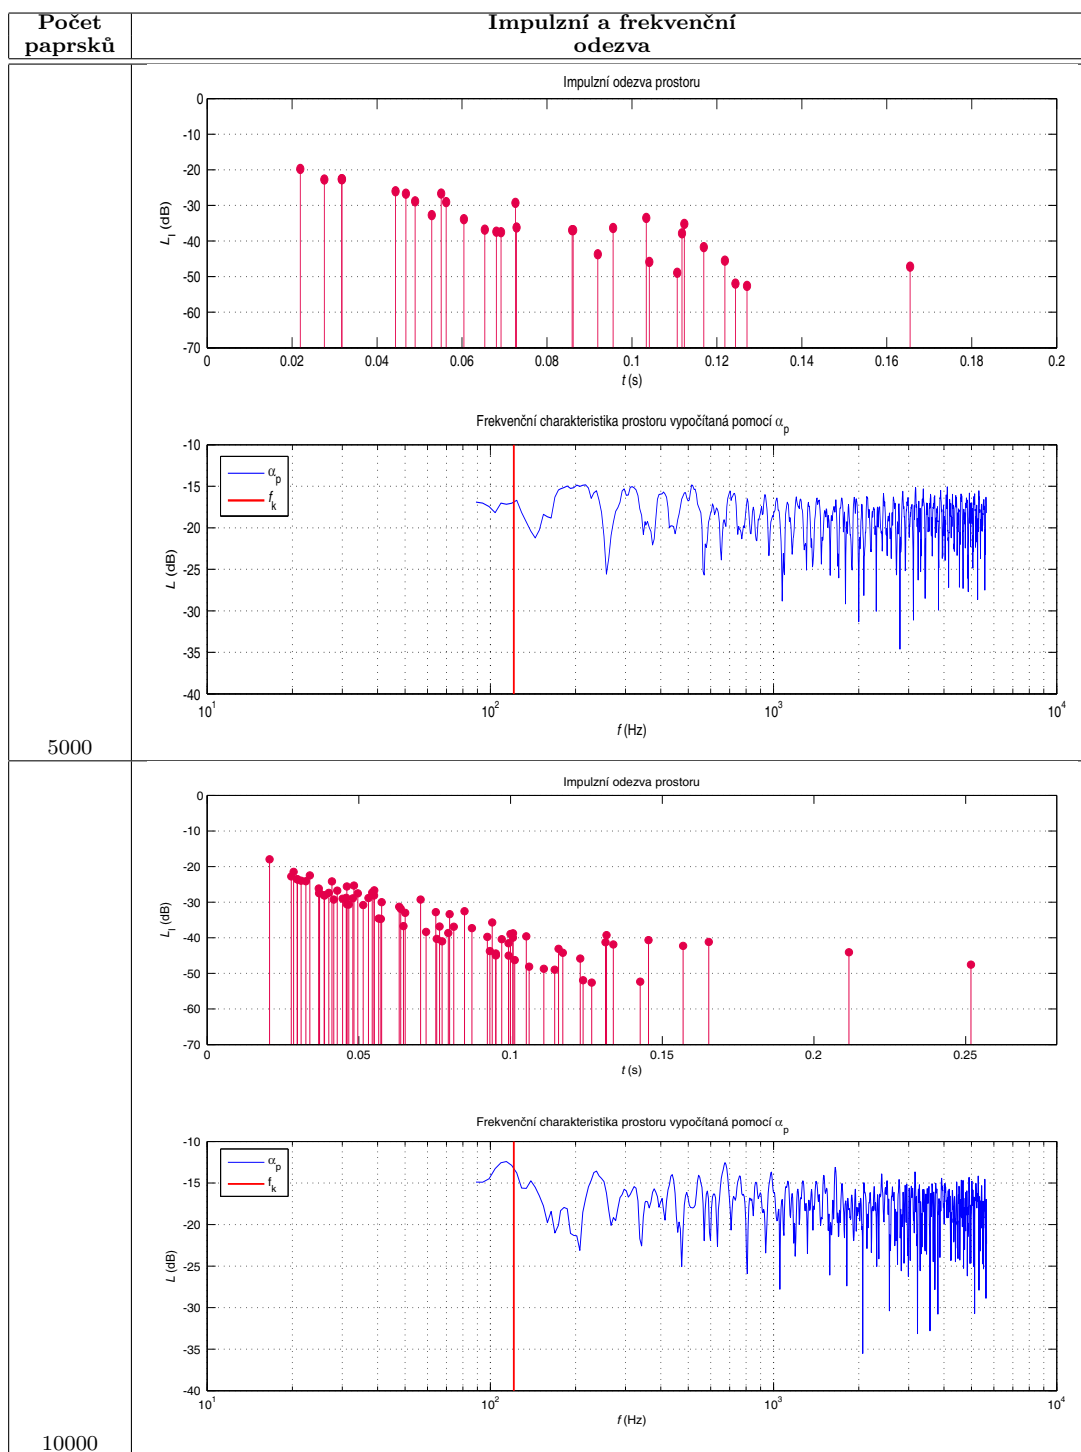 Počet
paprsků
Impulzní a frekvenční
odezva
5000
Impulzní odezva prostoru
0
-10
-20
-30
-40
-50
-60
-70
L_I (dB)
0 0.02 0.04 0.06 0.08 0.1 0.12 0.14 0.16 0.18 0.2
t (s)
Frekvenční charakteristika prostoru vypočítaná pomocí α_p
-10
-15
-20
-25
-30
-35
-40
L (dB)
α_p
f_k
10^1 10^2 10^3 10^4
f (Hz)
10000
Impulzní odezva prostoru
0
-10
-20
-30
-40
-50
-60
-70
L_I (dB)
0 0.05 0.1 0.15 0.2 0.25
t (s)
Frekvenční charakteristika prostoru vypočítaná pomocí α_p
-10
-15
-20
-25
-30
-35
-40
L (dB)
α_p
f_k
10^1 10^2 10^3 10^4
f (Hz)